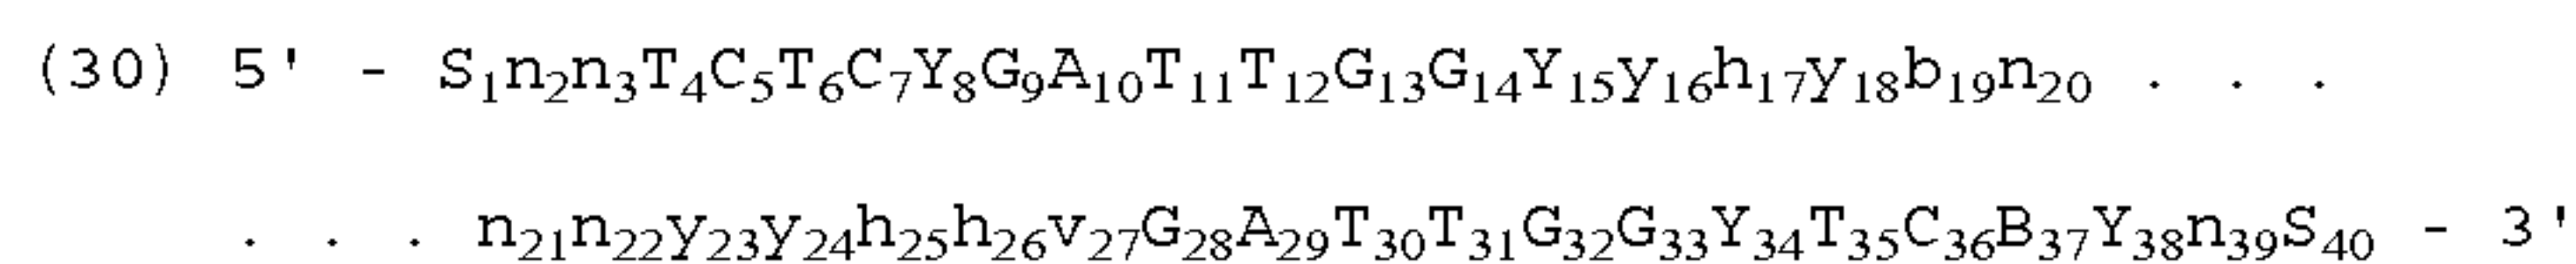 (30) 5' - S₁n₂n₃T₄C₅T₆C₇Y₈G₉A₁₀T₁₁T₁₂G₁₃G₁₄Y₁₅y₁₆h₁₇y₁₈b₁₉n₂₀ . . .
. . . n₂₁n₂₂y₂₃y₂₄h₂₅h₂₆v₂₇G₂₈A₂₉T₃₀T₃₁G₃₂G₃₃Y₃₄T₃₅C₃₆B₃₇Y₃₈n₃₉S₄₀ - 3'